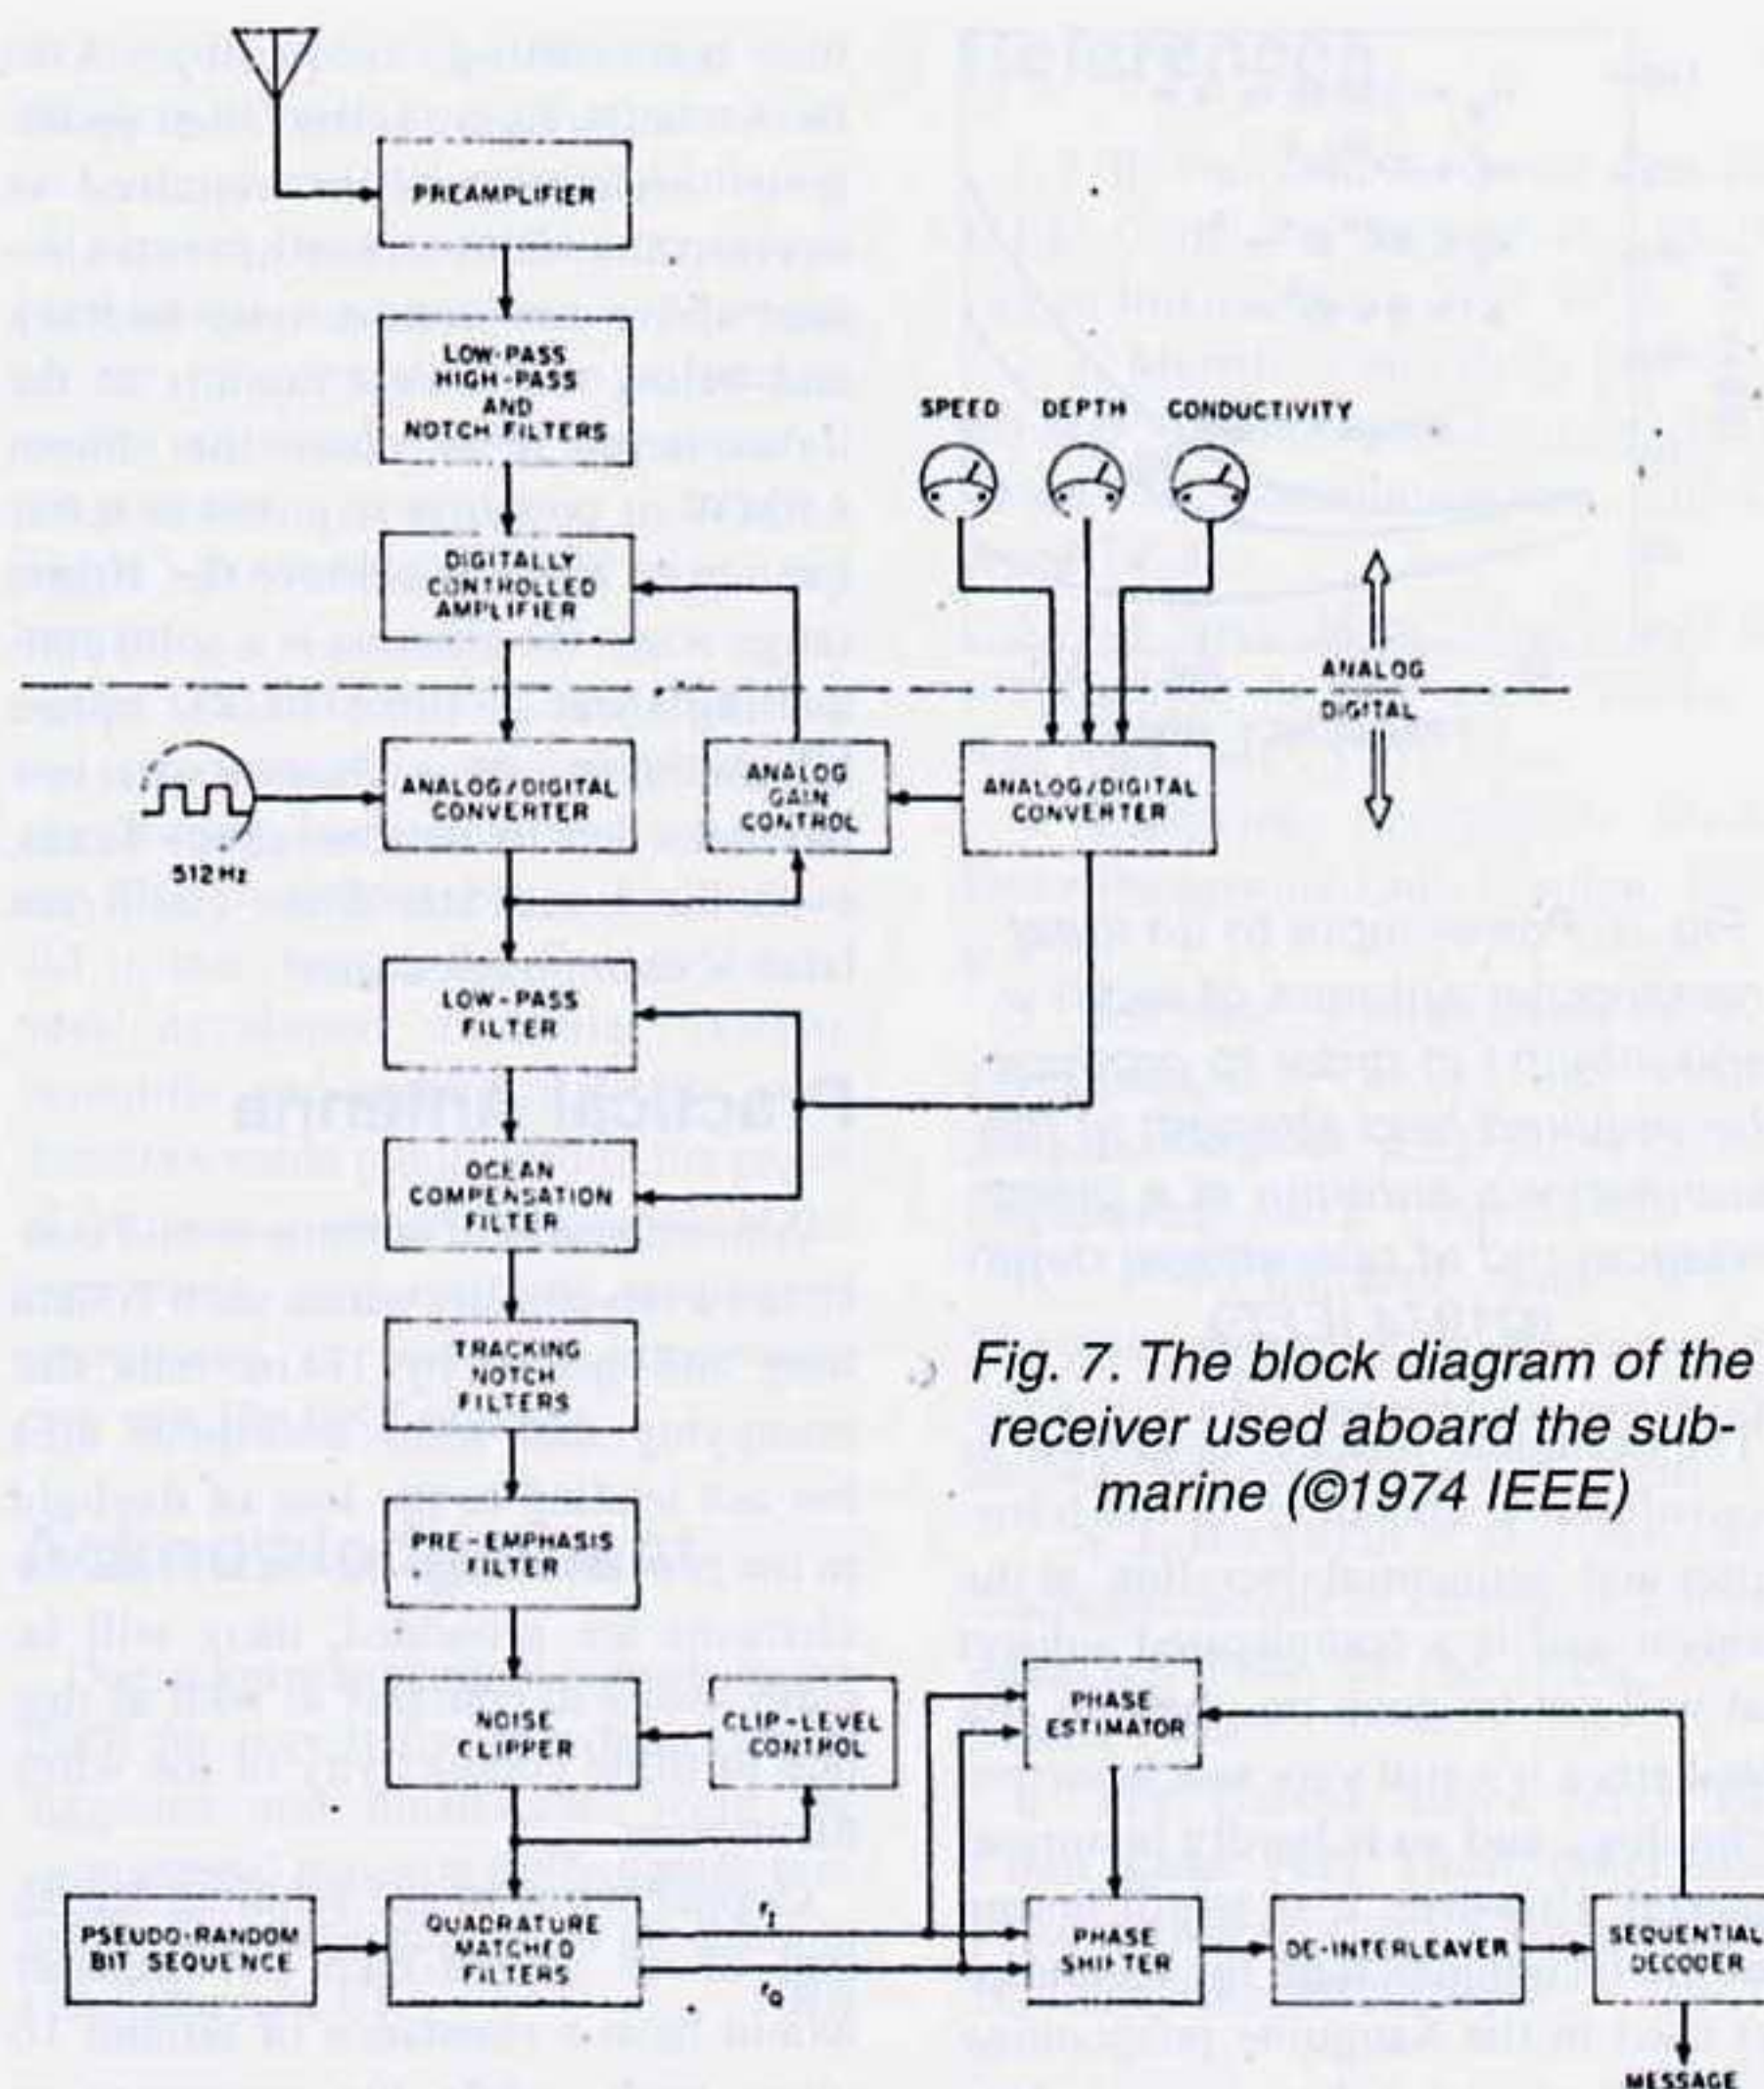 PREAMPLIFIER
LOW-PASS
HIGH-PASS
AND
NOTCH FILTERS
DIGITALLY
CONTROLLED
AMPLIFIER
SPEED DEPTH CONDUCTIVITY
ANALOG
DIGITAL
512 Hz
ANALOG/DIGITAL
CONVERTER
ANALOG
GAIN
CONTROL
ANALOG/DIGITAL
CONVERTER
LOW-PASS
FILTER
OCEAN
COMPENSATION
FILTER
TRACKING
NOTCH
FILTERS
Fig. 7. The block diagram of the
receiver used aboard the sub-
marine (©1974 IEEE)
PRE-EMPHASIS
FILTER
NOISE
CLIPPER
CLIP-LEVEL
CONTROL
PHASE
ESTIMATOR
PSEUDO-RANDOM
BIT SEQUENCE
QUADRATURE
MATCHED
FILTERS
rI
rQ
PHASE
SHIFTER
DE-INTERLEAVER
SEQUENTIAL
DECODER
MESSAGE